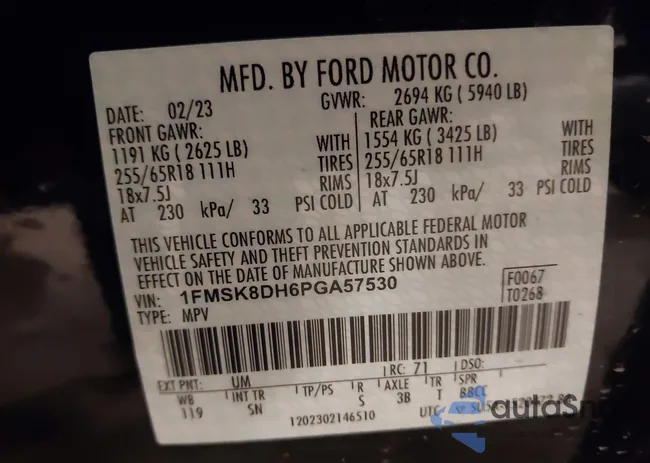 MFD. BY FORD MOTOR CO.
DATE: 02/23 GVWR: 2694 KG ( 5940 LB)
FRONT GAWR: REAR GAWR:
1191 KG ( 2625 LB) WITH 1554 KG ( 3425 LB) WITH
255/65R18 111H TIRES 255/65R18 111H TIRES
18x7.5J RIMS 18x7.5J RIMS
AT 230 kPa/ 33 PSI COLD AT 230 kPa/ 33 PSI COLD
THIS VEHICLE CONFORMS TO ALL APPLICABLE FEDERAL MOTOR
VEHICLE SAFETY AND THEFT PREVENTION STANDARDS IN
EFFECT ON THE DATE OF MANUFACTURE SHOWN ABOVE.
VIN: 1FMSK8DH6PGA57530 F0067
TYPE: MPV T0268
EXT PNT: UM RC: 71 DSO:
WB INT TR TP/PS R AXLE TR SPR
119 SN S 3B T BBCC
1202302146510 UTC